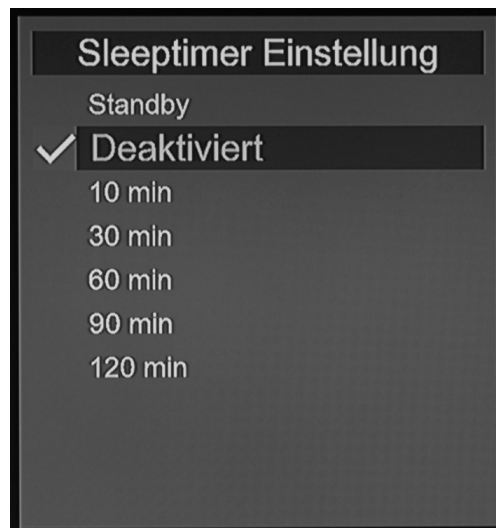 Sleeptimer Einstellung
Standby
Deaktiviert
10 min
30 min
60 min
90 min
120 min